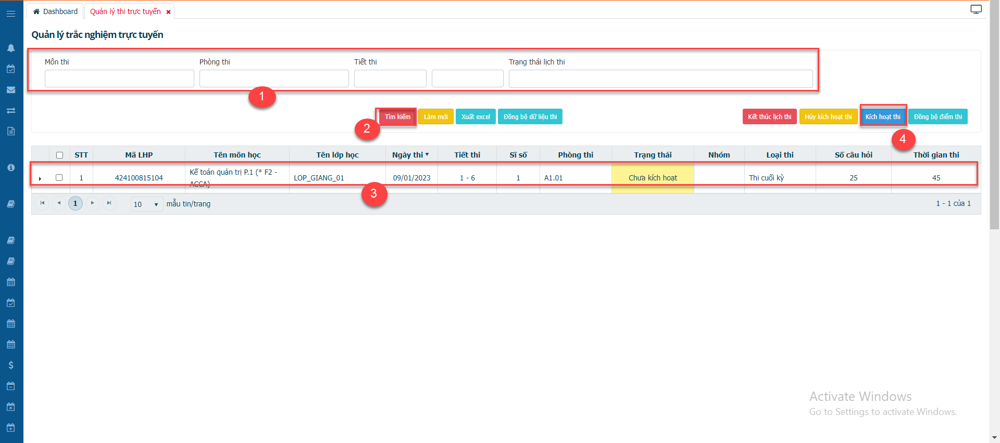 Dashboard
Quản lý thi trực tuyến
Quản lý trắc nghiệm trực tuyến
Môn thi
Phòng thi
Tiết thi
Trạng thái lịch thi
1
Tìm kiếm
Làm mới
Xuất excel
Đồng bộ dữ liệu thi
Kết thúc lịch thi
Hủy kích hoạt thi
Kích hoạt thi
Đồng bộ điểm thi
2
4
STT
Mã LHP
Tên môn học
Tên lớp học
Ngày thi
Tiết thi
Sĩ số
Phòng thi
Trạng thái
Nhóm
Loại thi
Số câu hỏi
Thời gian thi
1
424100815104
Kế toán quản trị P.1 (* F2 -
ACCA)
LOP_GIANG_01
09/01/2023
1 - 6
1
A1.01
Chưa kích hoạt
Thi cuối kỳ
25
45
3
1
10
mẫu tin/trang
1 - 1 của 1
Activate Windows
Go to Settings to activate Windows.